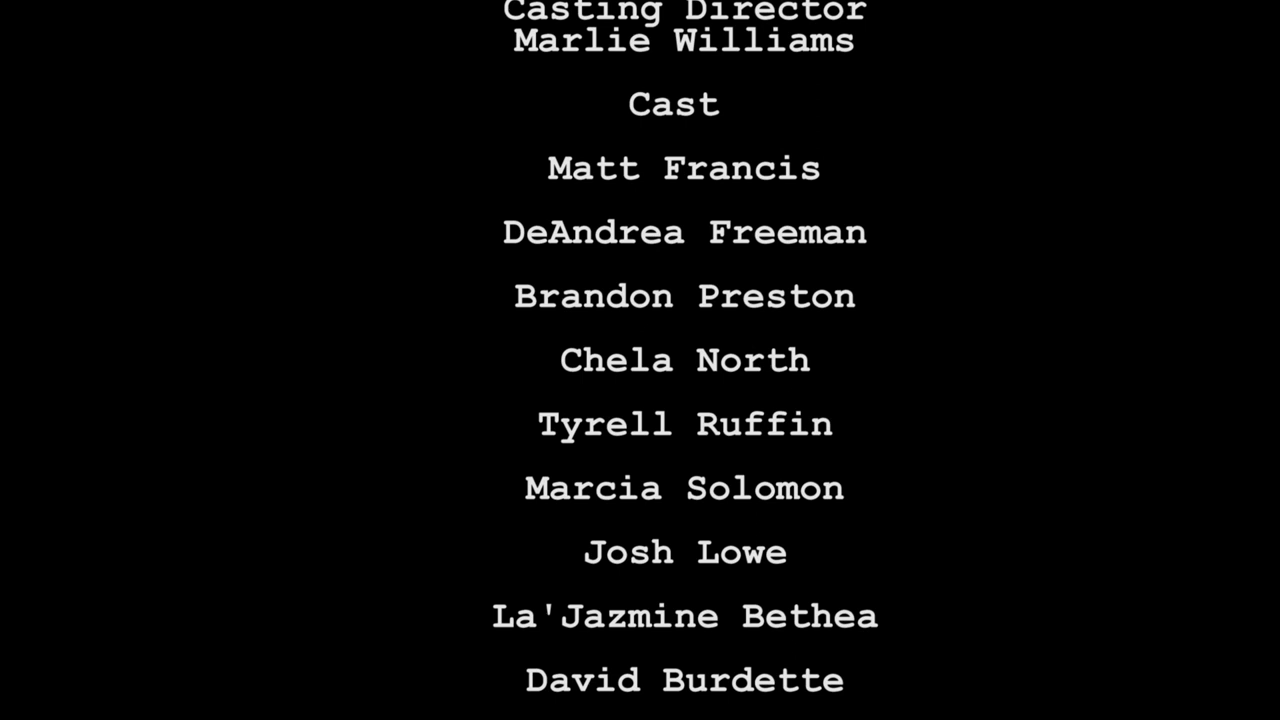 Casting Director
Marlie Williams
Cast
Matt Francis
DeAndrea Freeman
Brandon Preston
Chela North
Tyrell Ruffin
Marcia Solomon
Josh Lowe
La'Jazmine Bethea
David Burdette